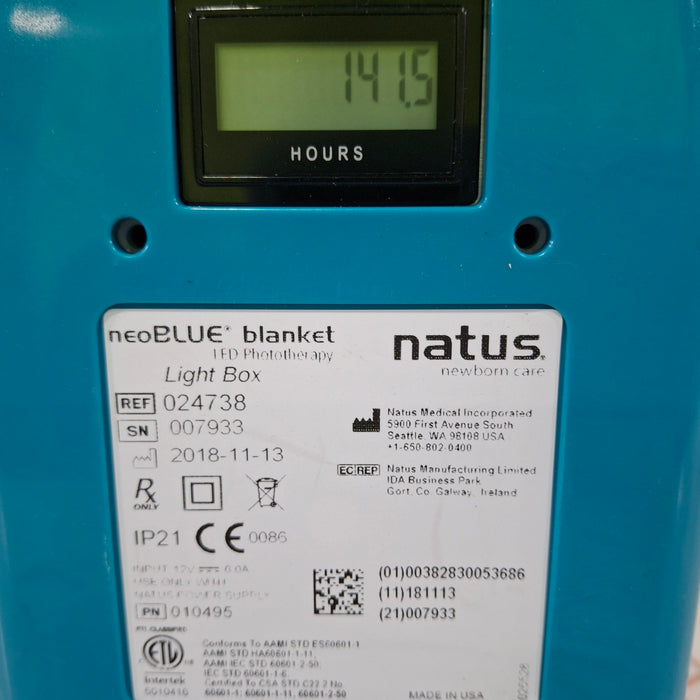 141.5
HOURS
neoBLUE® blanket
LED Phototherapy
Light Box
natus®
newborn care
REF 024738
SN 007933
2018-11-13
Rx ONLY
IP21 CE 0086
INPUT 12V 6.0A
USE ONLY WITH
NATUS POWER SUPPLY
PN 010495
Natus Medical Incorporated
5900 First Avenue South
Seattle, WA 98108 USA
+1-650-802-0400
EC REP Natus Manufacturing Limited
IDA Business Park
Gort, Co. Galway, Ireland
(01)00382830053686
(11)181113
(21)007933
ETL CLASSIFIED
ETL
Intertek
5010416
Conforms To AAMI STD ES60601-1
AAMI STD HA60601-1-11,
AAMI IEC STD 60601 2-50,
IEC STD 60601-1-6,
Certified To CSA STD C22.2 No
60601-1; 60601-1-11, 60601-2-50
MADE IN USA